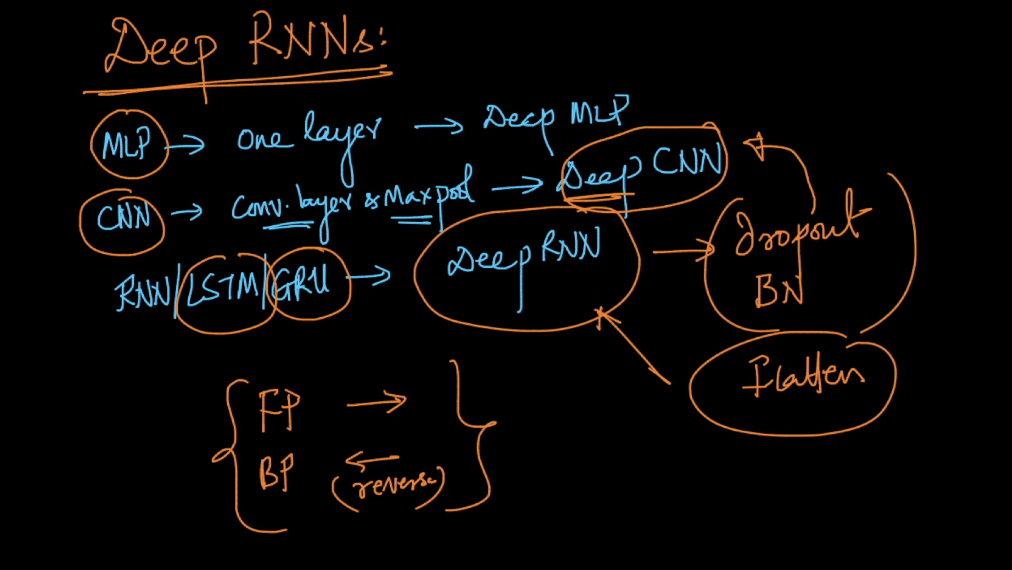 Deep RNNs:
MLP → One layer → Deep MLP
CNN → Conv. layer & Maxpool → Deep CNN
RNN/LSTM/GRU → Deep RNN → Dropout
BN
Flatten
FP →
BP ← (reverse)